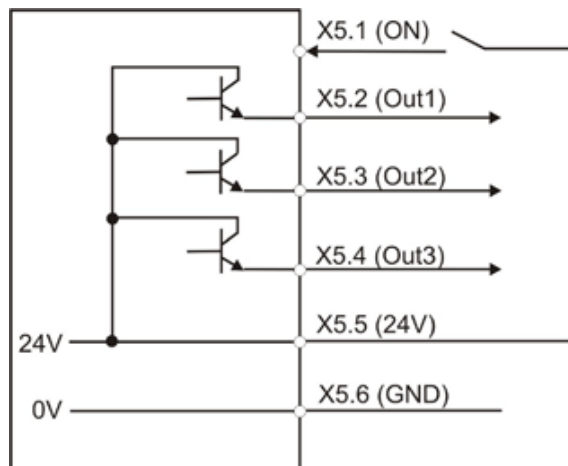 X5.1 (ON)
X5.2 (Out1)
X5.3 (Out2)
X5.4 (Out3)
24V
X5.5 (24V)
0V
X5.6 (GND)